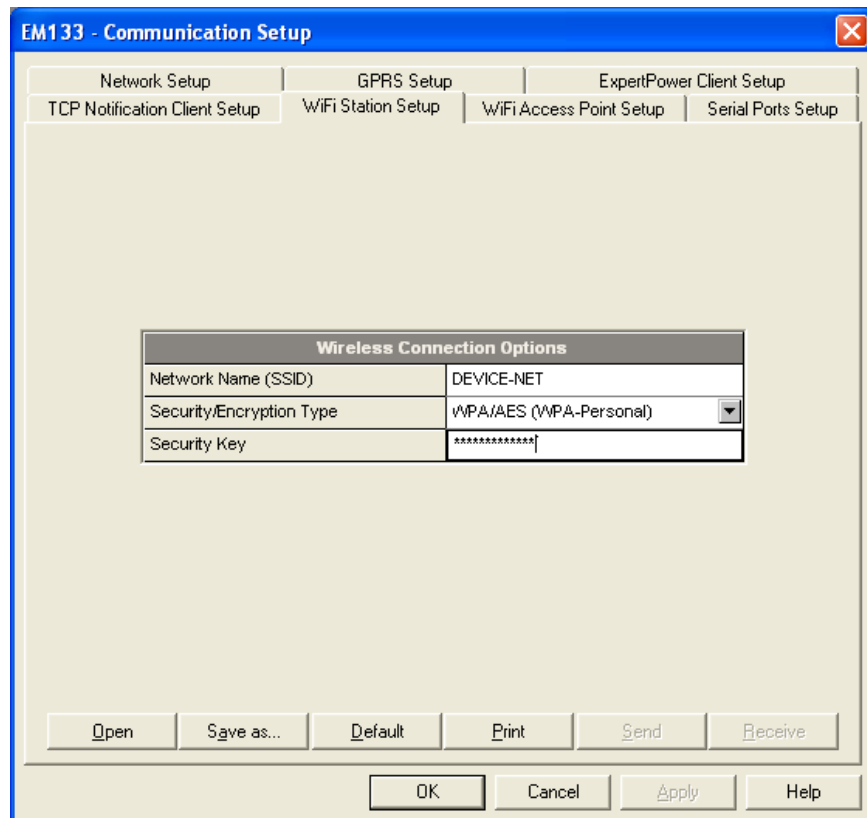 EM133 - Communication Setup
Network Setup GPRS Setup ExpertPower Client Setup
TCP Notification Client Setup WiFi Station Setup WiFi Access Point Setup Serial Ports Setup
Wireless Connection Options
Network Name (SSID) DEVICE-NET
Security/Encryption Type WPA/AES (WPA-Personal)
Security Key *************
Open Save as... Default Print Send Receive
OK Cancel Apply Help